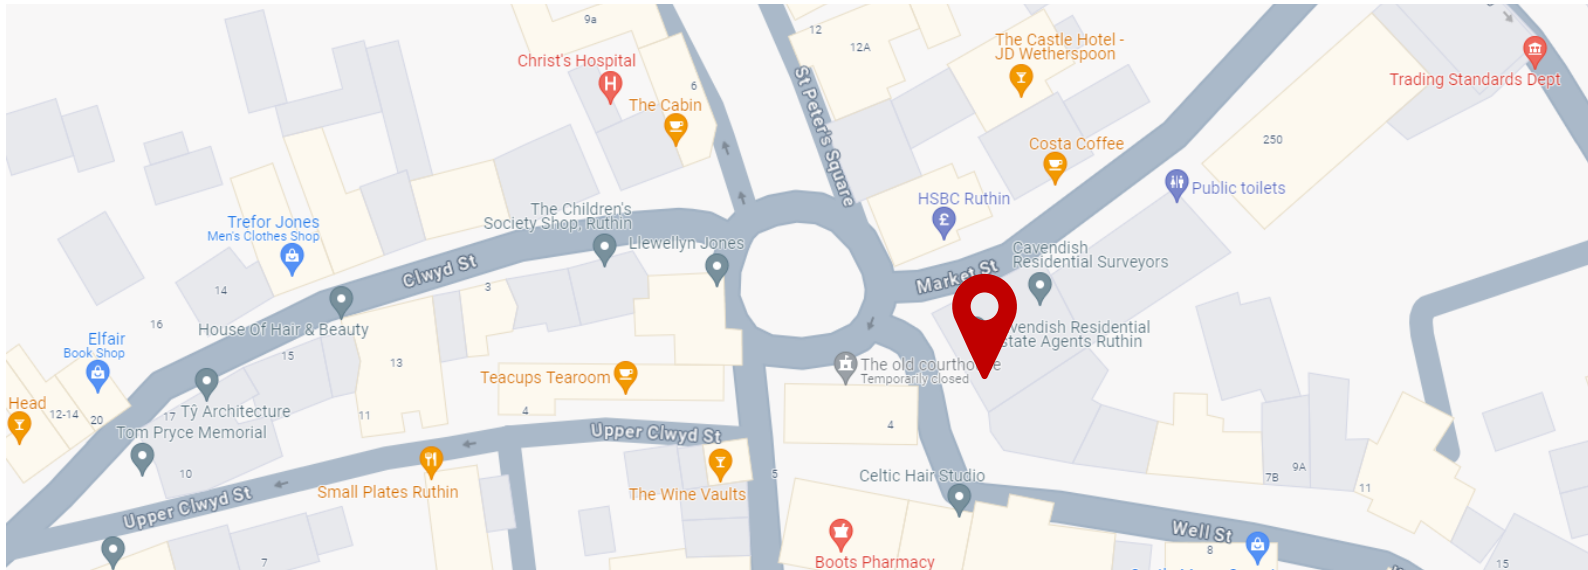 9a
12
12A
The Castle Hotel -
JD Wetherspoon
Trading Standards Dept
Christ's Hospital
H
6
The Cabin
St Peter's Square
Costa Coffee
250
HSBC Ruthin
£
Public toilets
Trefor Jones
Men's Clothes Shop
The Children's
Society Shop, Ruthin
Llewellyn Jones
Cavendish
Residential Surveyors
Clwyd St
Market St
14
3
16
House Of Hair & Beauty
vendish Residential
state Agents Ruthin
Elfair
Book Shop
15
13
The old courtho e
Temporarily closed
Teacups Tearoom
Head
12-14
20
17
Tŷ Architecture
11
4
4
Tom Pryce Memorial
Upper Clwyd St
10
5
Small Plates Ruthin
The Wine Vaults
Celtic Hair Studio
7B
9A
11
Upper Clwyd St
Well St
7
Boots Pharmacy
8
15